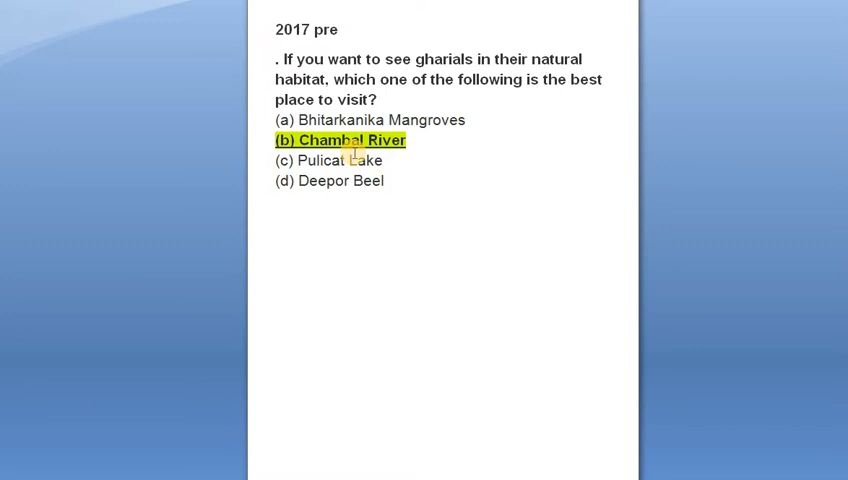 2017 pre
. If you want to see gharials in their natural
habitat, which one of the following is the best
place to visit?
(a) Bhitarkanika Mangroves
(b) Chambal River
(c) Pulicat Lake
(d) Deepor Beel